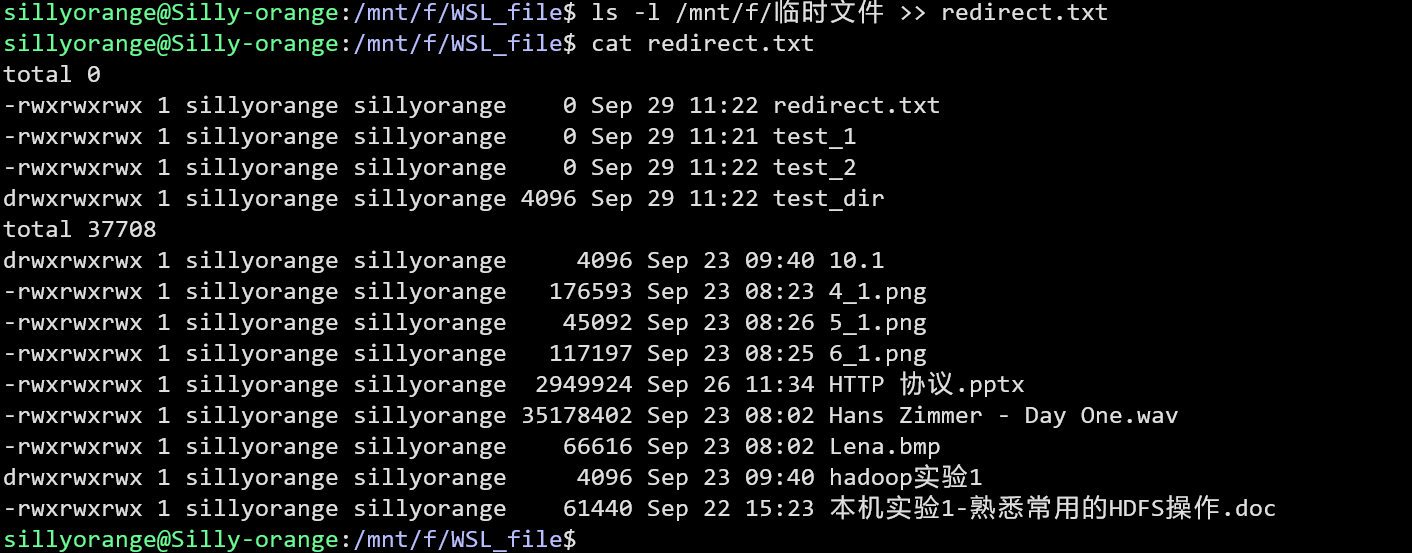 sillyorange@Silly-orange:/mnt/f/WSL_file$ ls -l /mnt/f/临时文件 >> redirect.txt
sillyorange@Silly-orange:/mnt/f/WSL_file$ cat redirect.txt
total 0
-rwxrwxrwx 1 sillyorange sillyorange    0 Sep 29 11:22 redirect.txt
-rwxrwxrwx 1 sillyorange sillyorange    0 Sep 29 11:21 test_1
-rwxrwxrwx 1 sillyorange sillyorange    0 Sep 29 11:22 test_2
drwxrwxrwx 1 sillyorange sillyorange 4096 Sep 29 11:22 test_dir
total 37708
drwxrwxrwx 1 sillyorange sillyorange     4096 Sep 23 09:40 10.1
-rwxrwxrwx 1 sillyorange sillyorange   176593 Sep 23 08:23 4_1.png
-rwxrwxrwx 1 sillyorange sillyorange    45092 Sep 23 08:26 5_1.png
-rwxrwxrwx 1 sillyorange sillyorange   117197 Sep 23 08:25 6_1.png
-rwxrwxrwx 1 sillyorange sillyorange  2949924 Sep 26 11:34 HTTP 协议.pptx
-rwxrwxrwx 1 sillyorange sillyorange 35178402 Sep 23 08:02 Hans Zimmer - Day One.wav
-rwxrwxrwx 1 sillyorange sillyorange    66616 Sep 23 08:02 Lena.bmp
drwxrwxrwx 1 sillyorange sillyorange     4096 Sep 23 09:40 hadoop实验1
-rwxrwxrwx 1 sillyorange sillyorange    61440 Sep 22 15:23 本机实验1-熟悉常用的HDFS操作.doc
sillyorange@Silly-orange:/mnt/f/WSL_file$